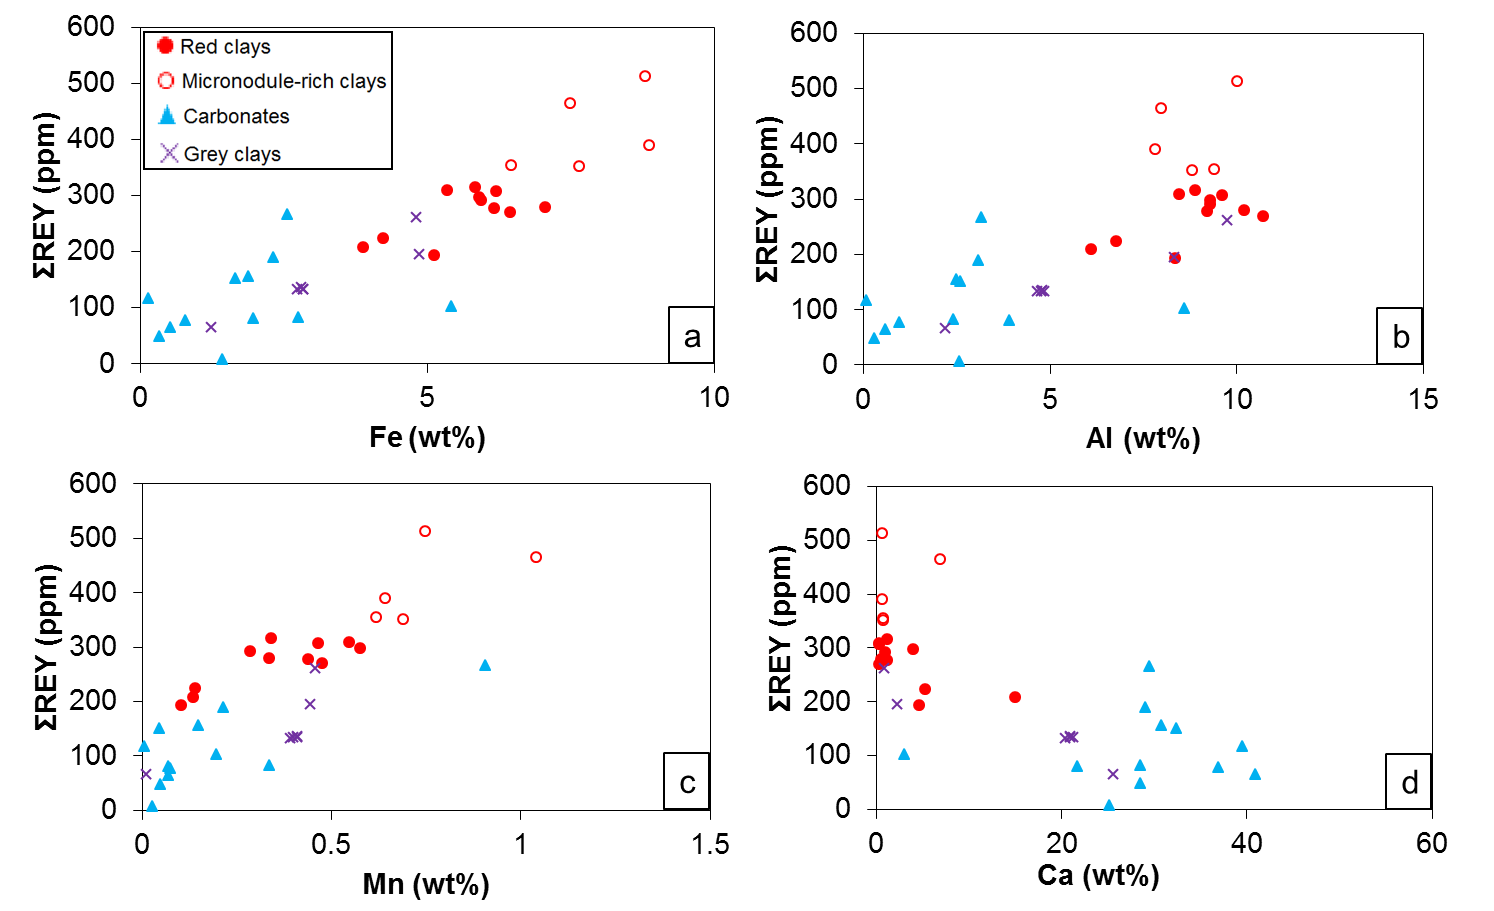 600
500
400
300
200
100
0
ΣREY (ppm)
Red clays
Micronodule-rich clays
Carbonates
Grey clays
a
0 5 10
Fe (wt%)
600
500
400
300
200
100
0
ΣREY (ppm)
b
0 5 10 15
Al (wt%)
600
500
400
300
200
100
0
ΣREY (ppm)
c
0 0.5 1 1.5
Mn (wt%)
600
500
400
300
200
100
0
ΣREY (ppm)
d
0 20 40 60
Ca (wt%)